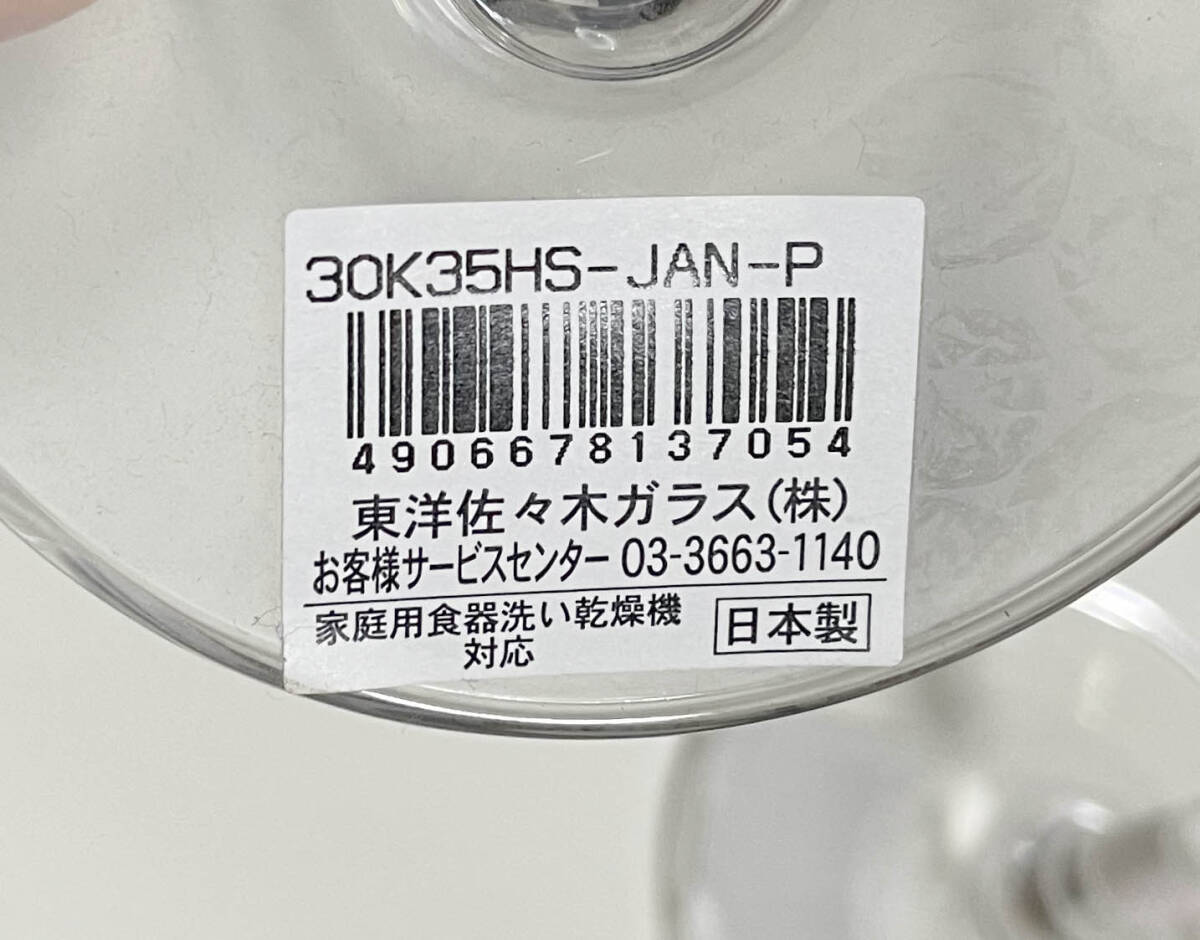 30K35HS-JAN-P
4906678137054
東洋佐々木ガラス(株)
お客様サービスセンター 03-3663-1140
家庭用食器洗い乾燥機
対応
日本製